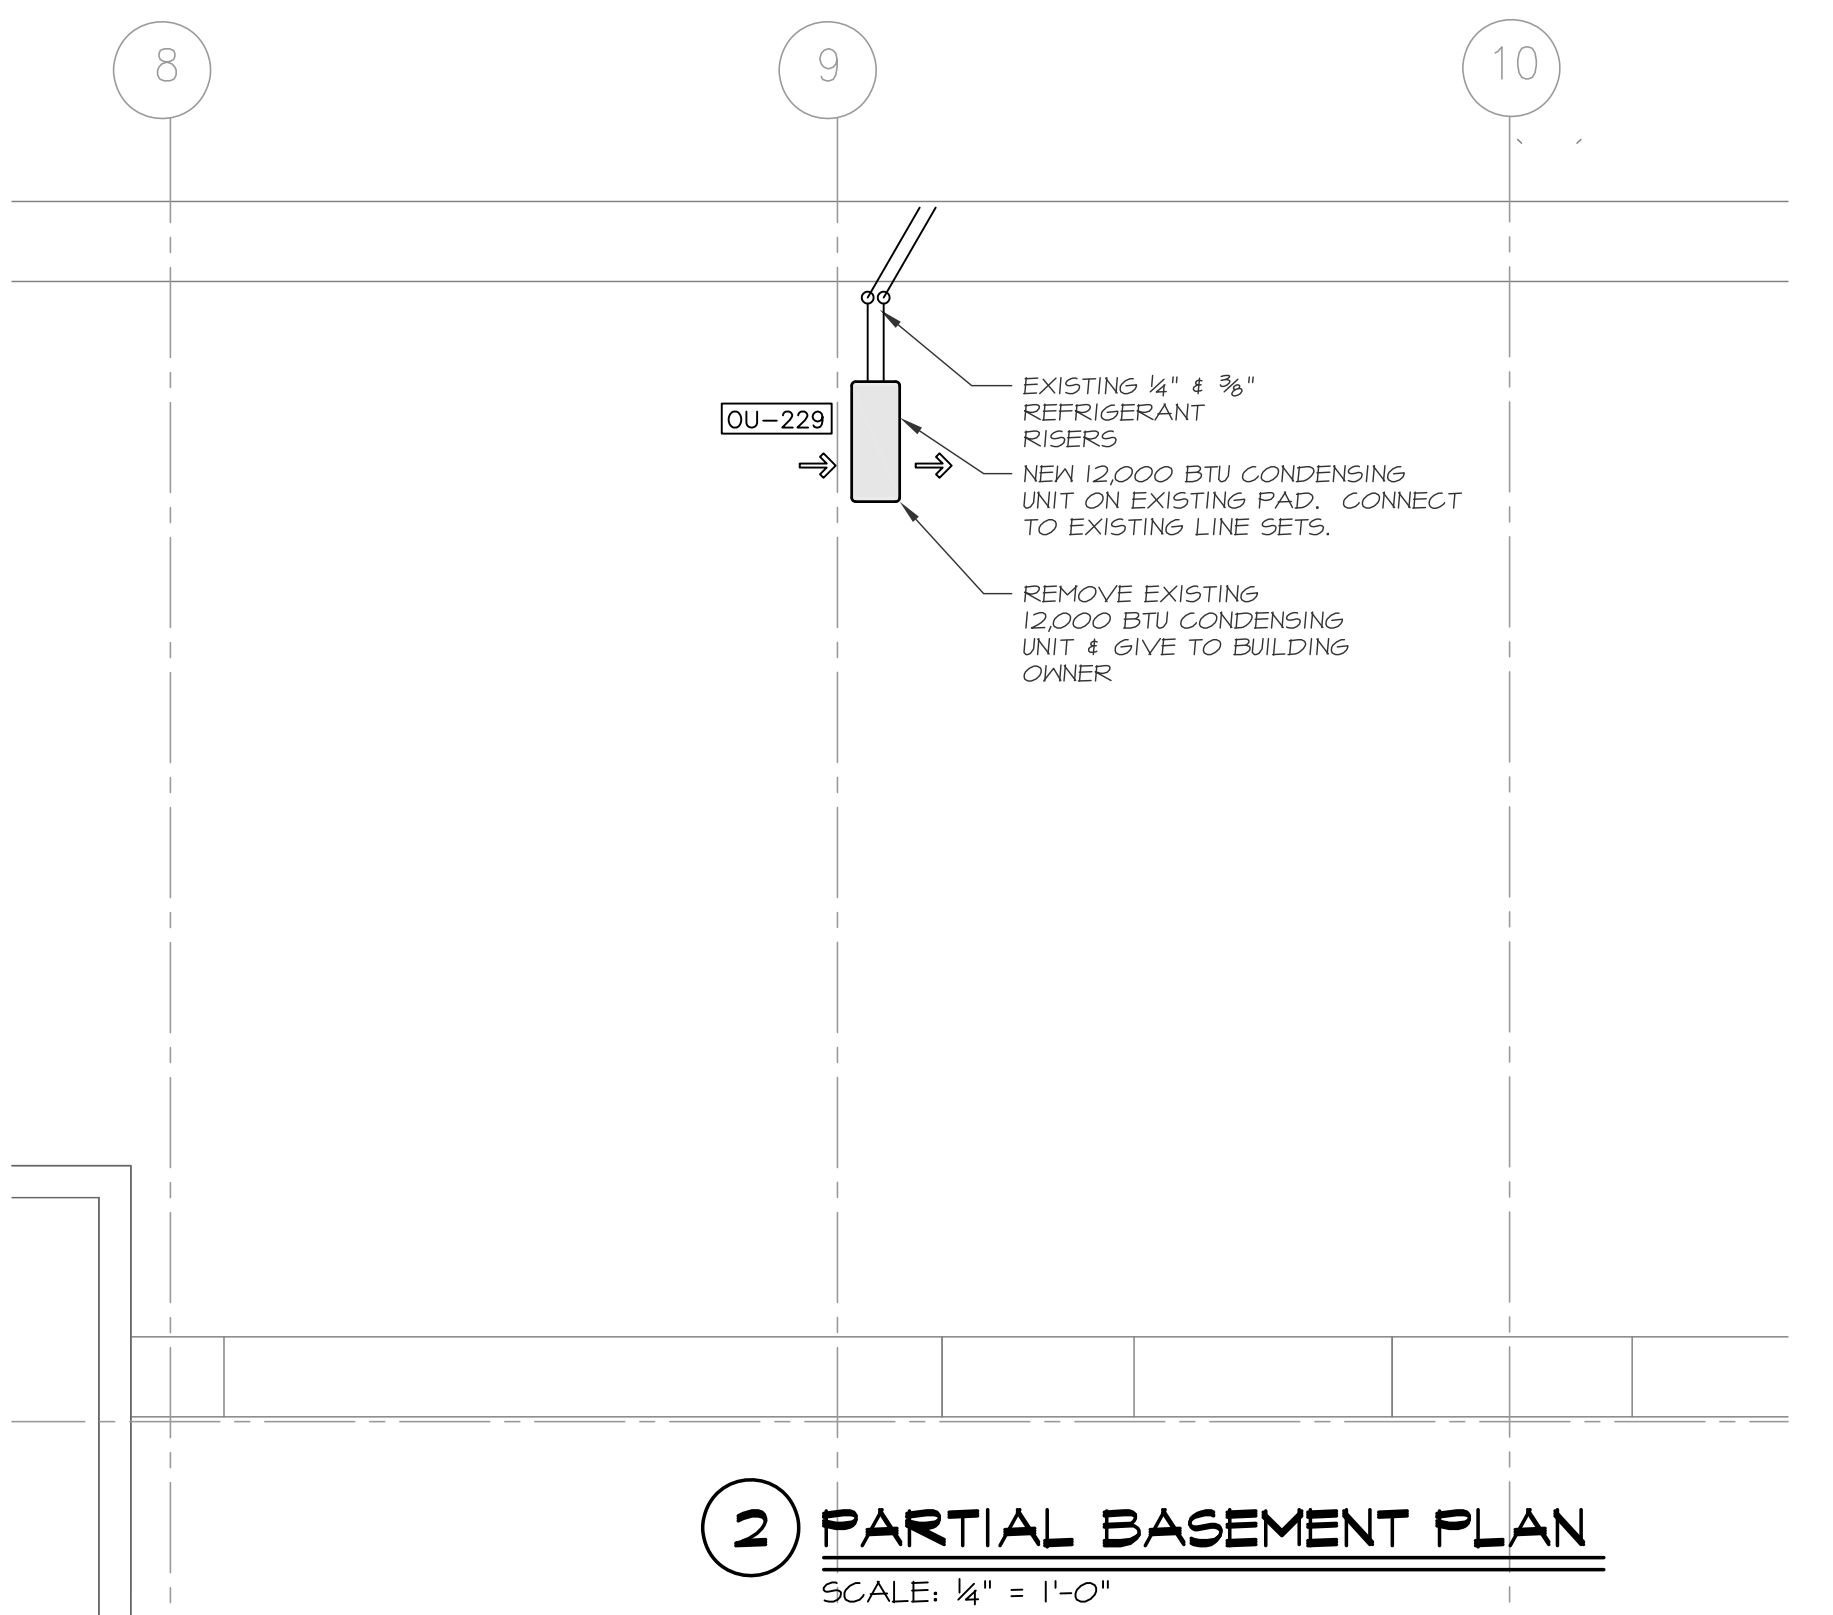 8
9
10
EXISTING ¼" & ⅜"
REFRIGERANT
RISERS
OU-229
NEW 12,000 BTU CONDENSING
UNIT ON EXISTING PAD. CONNECT
TO EXISTING LINE SETS.
REMOVE EXISTING
12,000 BTU CONDENSING
UNIT & GIVE TO BUILDING
OWNER
2
PARTIAL BASEMENT PLAN
SCALE: ¼" = 1'-0"